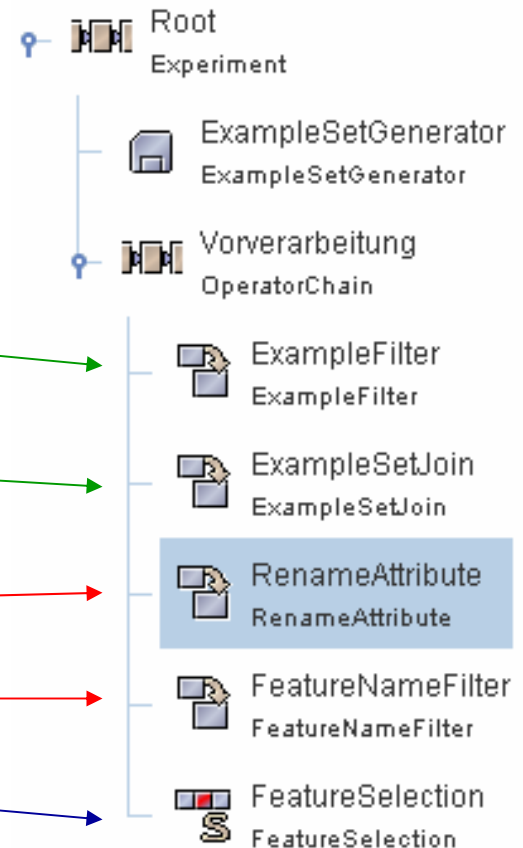 Root
Experiment
ExampleSetGenerator
ExampleSetGenerator
Vorverarbeitung
OperatorChain
ExampleFilter
ExampleFilter
ExampleSetJoin
ExampleSetJoin
RenameAttribute
RenameAttribute
FeatureNameFilter
FeatureNameFilter
FeatureSelection
FeatureSelection